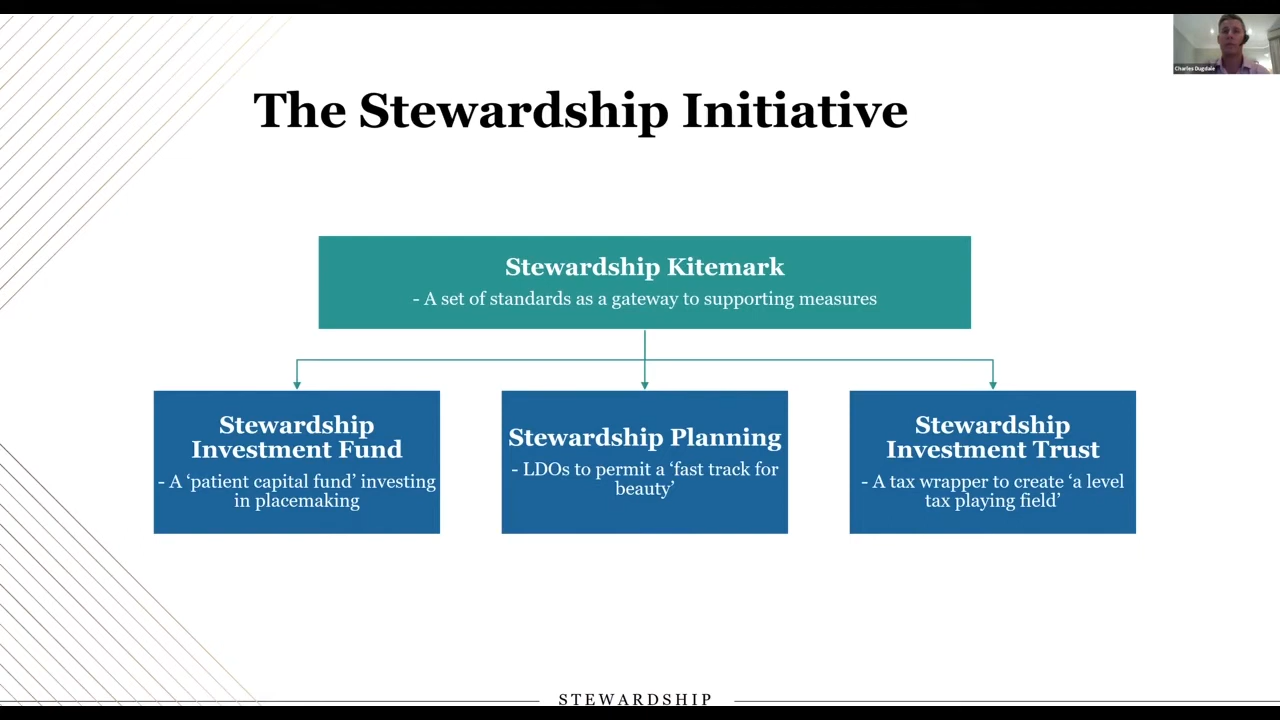 Charles Dugdale
The Stewardship Initiative
Stewardship Kitemark
- A set of standards as a gateway to supporting measures
Stewardship
Investment Fund
- A ‘patient capital fund’ investing
in placemaking
Stewardship Planning
- LDOs to permit a ‘fast track for
beauty’
Stewardship
Investment Trust
- A tax wrapper to create ‘a level
tax playing field’
STEWARDSHIP